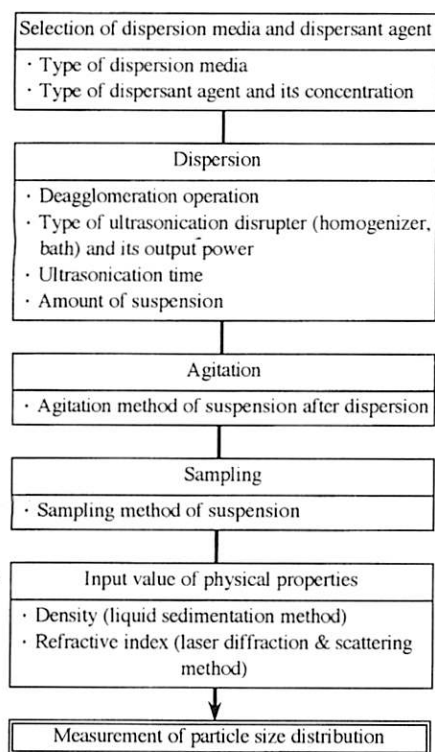 Selection of dispersion media and dispersant agent
· Type of dispersion media
· Type of dispersant agent and its concentration
Dispersion
· Deagglomeration operation
· Type of ultrasonication disrupter (homogenizer,
bath) and its output power
· Ultrasonication time
· Amount of suspension
Agitation
· Agitation method of suspension after dispersion
Sampling
· Sampling method of suspension
Input value of physical properties
· Density (liquid sedimentation method)
· Refractive index (laser diffraction & scattering
method)
Measurement of particle size distribution